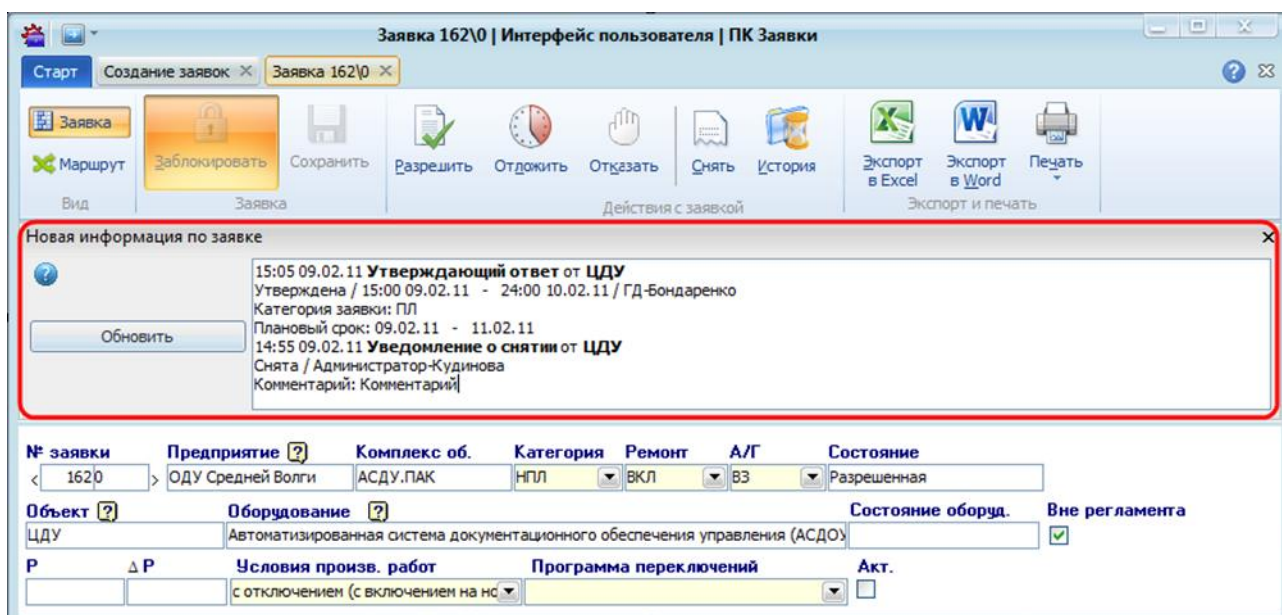 Заявка 162\0 | Интерфейс пользователя | ПК Заявки
Старт Создание заявок Заявка 162\0
Заявка
Маршрут
Заблокировать Сохранить Разрешить Отложить Отказать Снять История Экспорт в Excel Экспорт в Word Печать
Вид Заявка Действия с заявкой Экспорт и печать
Новая информация по заявке
Обновить
15:05 09.02.11 Утверждающий ответ от ЦДУ
Утверждена / 15:00 09.02.11 - 24:00 10.02.11 / ГД-Бондаренко
Категория заявки: ПЛ
Плановый срок: 09.02.11 - 11.02.11
14:55 09.02.11 Уведомление о снятии от ЦДУ
Снята / Администратор-Кудинова
Комментарий: Комментарий
№ заявки Предприятие [?] Комплекс об. Категория Ремонт А/Г Состояние
< 162 0 > ОДУ Средней Волги АСДУ.ПАК НПЛ ВКЛ ВЗ Разрешенная
Объект [?] Оборудование [?] Состояние оборуд. Вне регламента
ЦДУ Автоматизированная система документационного обеспечения управления (АСДОУ
P Δ P Условия произв. работ Программа переключений Акт.
с отключением (с включением на но